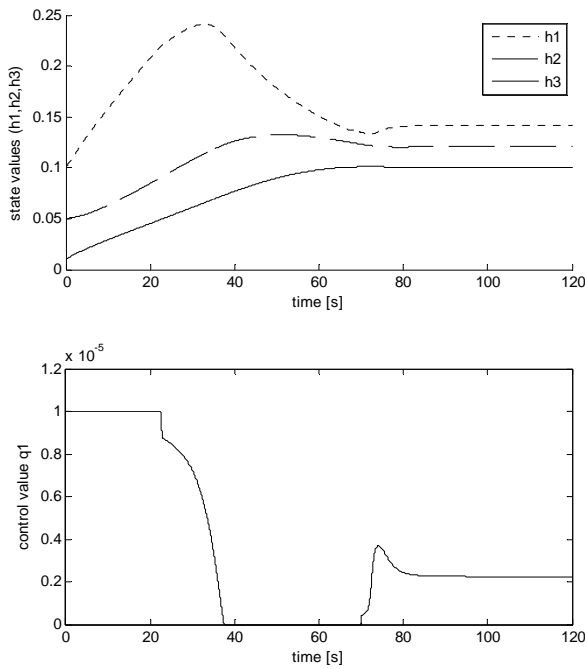 0.25
0.2
0.15
0.1
0.05
0
state values (h1,h2,h3)
h1
h2
h3
0 20 40 60 80 100 120
time [s]
x 10^-5
1.2
1
0.8
0.6
0.4
0.2
0
control value q1
0 20 40 60 80 100 120
time [s]